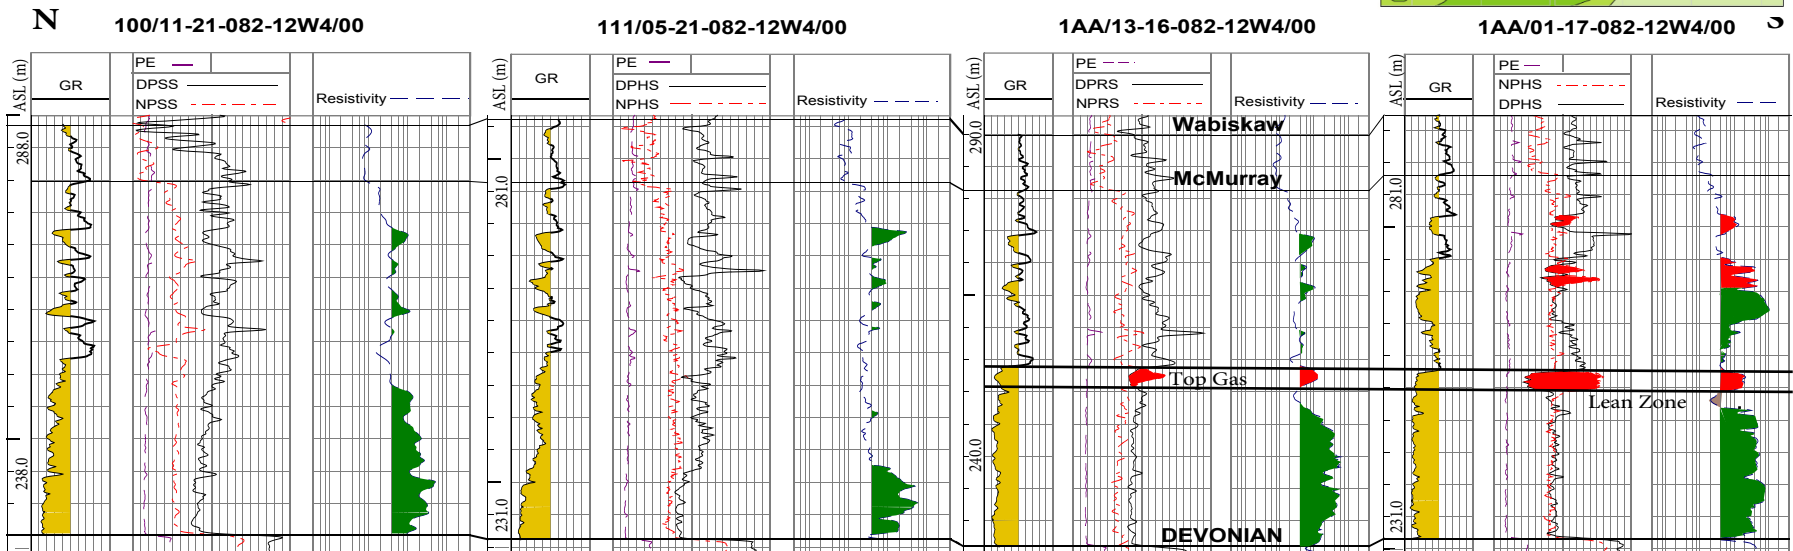 N
S
100/11-21-082-12W4/00
111/05-21-082-12W4/00
1AA/13-16-082-12W4/00
1AA/01-17-082-12W4/00
ASL (m)
GR
PE
DPSS
NPSS
Resistivity
288.0
238.0
ASL (m)
GR
PE
DPHS
NPHS
Resistivity
281.0
231.0
ASL (m)
GR
PE
DPRS
NPRS
Resistivity
290.0
240.0
Wabiskaw
McMurray
Top Gas
DEVONIAN
ASL (m)
GR
PE
NPHS
DPHS
Resistivity
281.0
231.0
Lean Zone